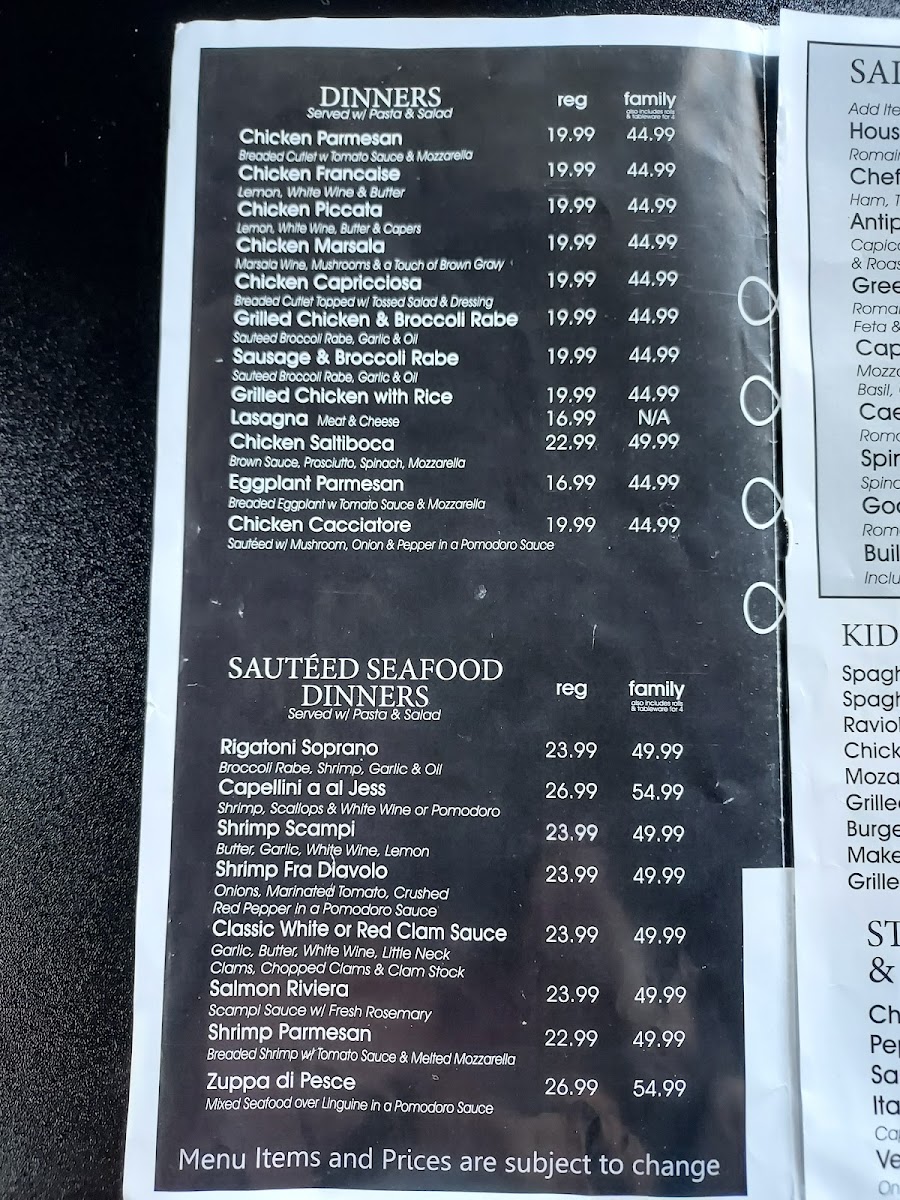 DINNERS reg family
Served w/ Pasta & Salad also includes rolls
& tableware for 4
Chicken Parmesan 19.99 44.99
Breaded Cutlet w Tomato Sauce & Mozzarella
Chicken Francaise 19.99 44.99
Lemon, White Wine & Butter
Chicken Piccata 19.99 44.99
Lemon, White Wine, Butter & Capers
Chicken Marsala 19.99 44.99
Marsala Wine, Mushrooms & a Touch of Brown Gravy
Chicken Capricciosa 19.99 44.99
Breaded Cutlet Topped w/ Tossed Salad & Dressing
Grilled Chicken & Broccoli Rabe 19.99 44.99
Sauteed Broccoli Rabe, Garlic & Oil
Sausage & Broccoli Rabe 19.99 44.99
Sauteed Broccoli Rabe, Garlic & Oil
Grilled Chicken with Rice 19.99 44.99
Lasagna Meat & Cheese 16.99 N/A
Chicken Saltiboca 22.99 49.99
Brown Sauce, Prosciutto, Spinach, Mozzarella
Eggplant Parmesan 16.99 44.99
Breaded Eggplant w Tomato Sauce & Mozzarella
Chicken Cacciatore 19.99 44.99
Sautéed w/ Mushroom, Onion & Pepper in a Pomodoro Sauce
SAUTÉED SEAFOOD
DINNERS reg family
Served w/ Pasta & Salad also includes rolls
& tableware for 4
Rigatoni Soprano 23.99 49.99
Broccoli Rabe, Shrimp, Garlic & Oil
Capellini a al Jess 26.99 54.99
Shrimp, Scallops & White Wine or Pomodoro
Shrimp Scampi 23.99 49.99
Butter, Garlic, White Wine, Lemon
Shrimp Fra Diavolo 23.99 49.99
Onions, Marinated Tomato, Crushed
Red Pepper in a Pomodoro Sauce
Classic White or Red Clam Sauce 23.99 49.99
Garlic, Butter, White Wine, Little Neck
Clams, Chopped Clams & Clam Stock
Salmon Riviera 23.99 49.99
Scampi Sauce w/ Fresh Rosemary
Shrimp Parmesan 22.99 49.99
Breaded Shrimp w/ Tomato Sauce & Melted Mozzarella
Zuppa di Pesce 26.99 54.99
Mixed Seafood over Linguine in a Pomodoro Sauce
Menu Items and Prices are subject to change
Add
Ham,
& Roas
Feta &
Basil,
KID
&